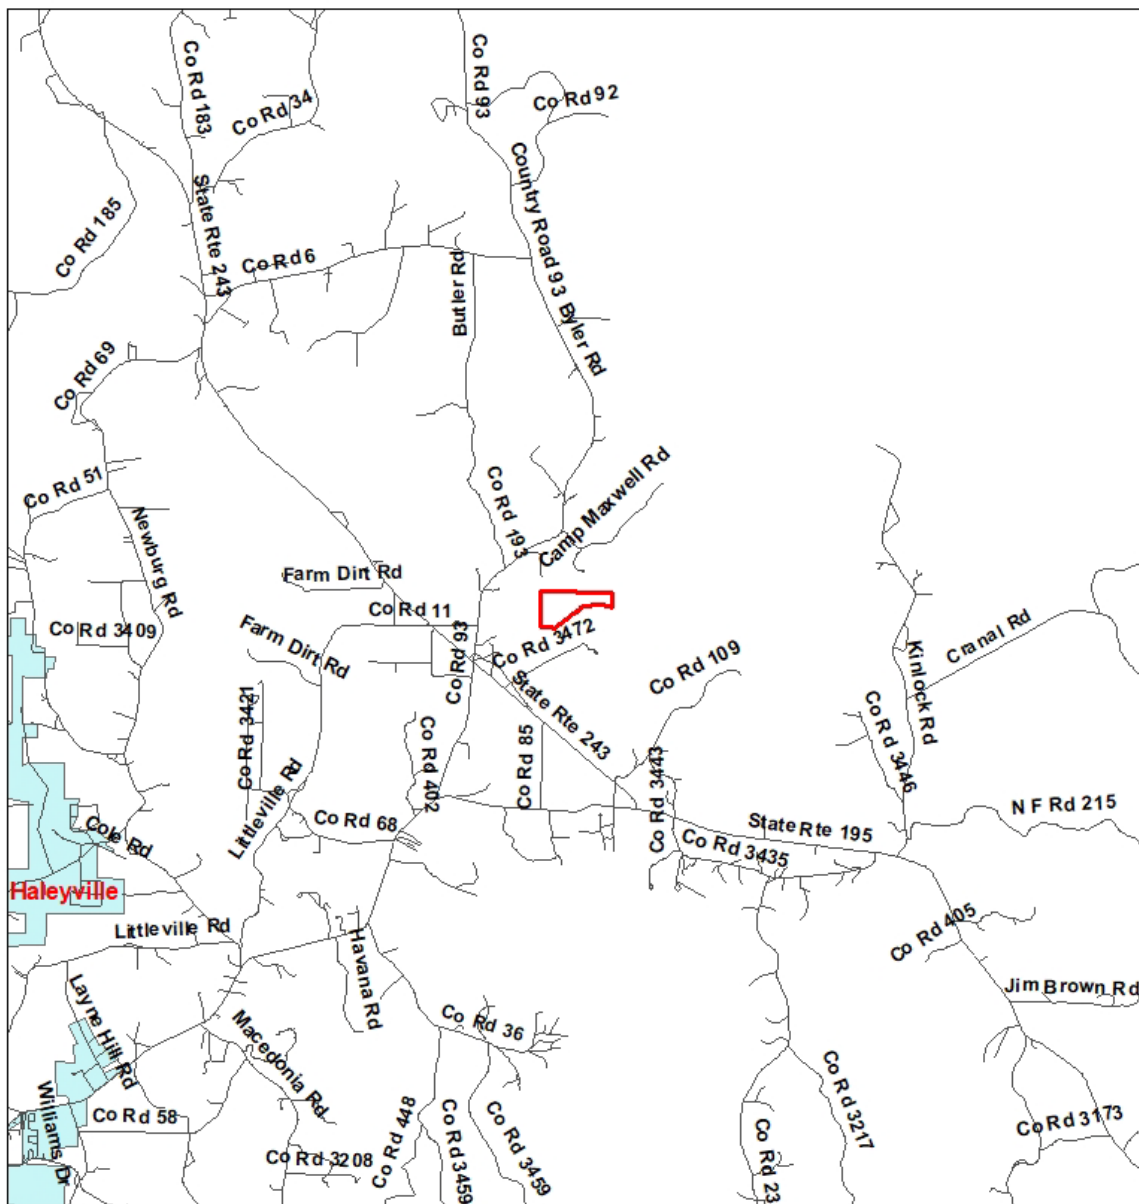 Co Rd 183
Co Rd 34
Co Rd 93
Co Rd 92
Co Rd 185
State Rte 243
Co Rd 6
Butler Rd
Country Road 93 Byler Rd
Co Rd 69
Co Rd 51
Newburg Rd
Co Rd 193
Camp Maxwell Rd
Farm Dirt Rd
Co Rd 11
Co Rd 3409
Farm Dirt Rd
Co Rd 93
Co Rd 3472
Co Rd 109
Kinlock Rd
Cranal Rd
Co Rd 3421
State Rte 243
Co Rd 402
Co Rd 85
Co Rd 3443
Co Rd 3446
Littleville Rd
Co Rd 68
Cole Rd
State Rte 195
N F Rd 215
Co Rd 3435
Haleyville
Littleville Rd
Havana Rd
Co Rd 405
Layne Hill Rd
Jim Brown Rd
Co Rd 36
Macedonia Rd
Williams Dr
Co Rd 58
Co Rd 448
Co Rd 3459
Co Rd 3459
Co Rd 3217
Co Rd 3173
Co Rd 3208
Co Rd 23